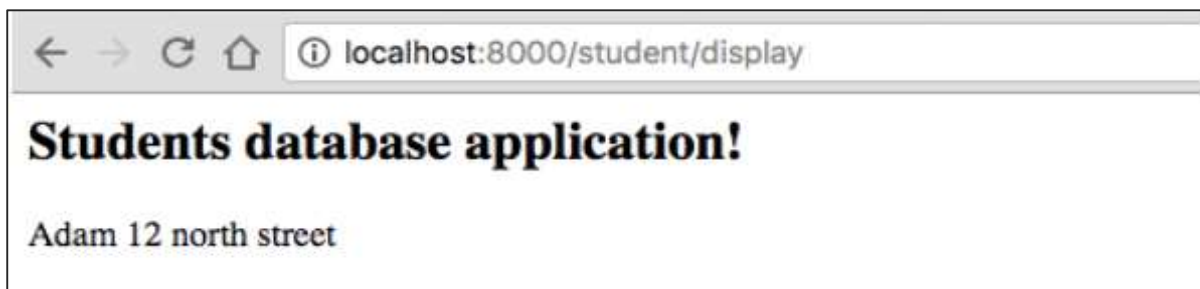 localhost:8000/student/display
Students database application!
Adam 12 north street